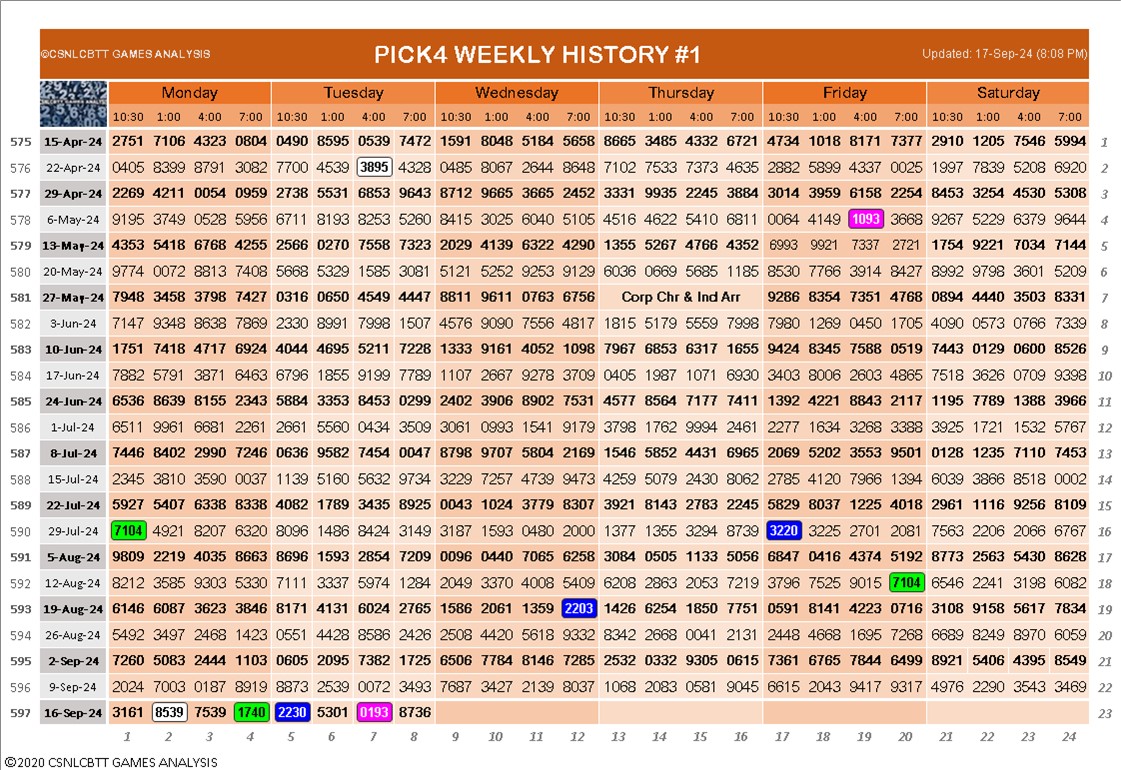 ©CSNLCBTT GAMES ANALYSIS PICK4 WEEKLY HISTORY #1 Updated: 17-Sep-24 (8:08 PM)
Monday Tuesday Wednesday Thursday Friday Saturday
10:30 1:00 4:00 7:00 10:30 1:00 4:00 7:00 10:30 1:00 4:00 7:00 10:30 1:00 4:00 7:00 10:30 1:00 4:00 7:00 10:30 1:00 4:00 7:00
575 15-Apr-24 2751 7106 4323 0804 0490 8595 0539 7472 1591 8048 5184 5658 8665 3485 4332 6721 4734 1018 8171 7377 2910 1205 7546 5994 1
576 22-Apr-24 0405 8399 8791 3082 7700 4539 3895 4328 0485 8067 2644 8648 7102 7533 7373 4635 2882 5899 4337 0025 1997 7839 5208 6920 2
577 29-Apr-24 2269 4211 0054 0959 2738 5531 6853 9643 8712 9665 3665 2452 3331 9935 2245 3884 3014 3959 6158 2254 8453 3254 4530 5308 3
578 6-May-24 9195 3749 0528 5956 6711 8193 8253 5260 8415 3025 6040 5105 4516 4622 5410 6811 0064 4149 1093 3668 9267 5229 6379 9644 4
579 13-May-24 4353 5418 6768 4255 2566 0270 7558 7323 2029 4139 6322 4290 1355 5267 4766 4352 6993 9921 7337 2721 1754 9221 7034 7144 5
580 20-May-24 9774 0072 8813 7408 5668 5329 1585 3081 5121 5252 9253 9129 6036 0669 5685 1185 8530 7766 3914 8427 8992 9798 3601 5209 6
581 27-May-24 7948 3458 3798 7427 0316 0650 4549 4447 8811 9611 0763 6756 Corp Chr & Ind Arr 9286 8354 7351 4768 0894 4440 3503 8331 7
582 3-Jun-24 7147 9348 8638 7869 2330 8991 7998 1507 4576 9090 7556 4817 1815 5179 5559 7998 7980 1269 0450 1705 4090 0573 0766 7339 8
583 10-Jun-24 1751 7418 4717 6924 4044 4695 5211 7228 1333 9161 4052 1098 7967 6853 6317 1655 9424 8345 7588 0519 7443 0129 0600 8526 9
584 17-Jun-24 7882 5791 3871 6463 6796 1855 9199 7789 1107 2667 9278 3709 0405 1987 1071 6930 3403 8006 2603 4865 7518 3626 0709 9398 10
585 24-Jun-24 6536 8639 8155 2343 5884 3353 8453 0299 2402 3906 8902 7531 4577 8564 7177 7411 1392 4221 8843 2117 1195 7789 1388 3966 11
586 1-Jul-24 6511 9961 6681 2261 2661 5560 0434 3509 3061 0993 1541 9179 3798 1762 9994 2461 2277 1634 3268 3388 3925 1721 1532 5767 12
587 8-Jul-24 7446 8402 2990 7246 0636 9582 7454 0047 8798 9707 5804 2169 1546 5852 4431 6965 2069 5202 3553 9501 0128 1235 7110 7453 13
588 15-Jul-24 2345 3810 3590 0037 1139 5160 5632 9734 3229 7257 4739 9473 4259 5079 2430 8062 2785 4120 7966 1394 6039 3866 8518 0002 14
589 22-Jul-24 5927 5407 6338 8338 4082 1789 3435 8925 0043 1024 3779 8307 3921 8143 2783 2245 5829 8037 1225 4018 2961 1116 9256 8109 15
590 29-Jul-24 7104 4921 8207 6320 8096 1486 8424 3149 3187 1593 0480 2000 1377 1355 3294 8739 3220 3225 2701 2081 7563 2206 2066 6767 16
591 5-Aug-24 9809 2219 4035 8663 8696 1593 2854 7209 0096 0440 7065 6258 3084 0505 1133 5056 6847 0416 4374 5192 8773 2563 5430 8628 17
592 12-Aug-24 8212 3585 9303 5330 7111 3337 5974 1284 2049 3370 4008 5409 6208 2863 2053 7219 3796 7525 9015 7104 6546 2241 3198 6082 18
593 19-Aug-24 6146 6087 3623 3846 8171 4131 6024 2765 1586 2061 1359 2203 1426 6254 1850 7751 0591 8141 4223 0716 3108 9158 5617 7834 19
594 26-Aug-24 5492 3497 2468 1423 0551 4428 8586 2426 2508 4420 5618 9332 8342 2668 0041 2131 2448 4668 1695 7268 6689 8249 8970 6059 20
595 2-Sep-24 7260 5083 2444 1103 0605 2095 7382 1725 6506 7784 8146 7285 2532 0332 9305 0615 7361 6765 7844 6499 8921 5406 4395 8549 21
596 9-Sep-24 2024 7003 0187 8919 8873 2539 0072 3493 7687 3427 2139 8037 1068 2083 0581 9045 6615 2043 9417 9317 4976 2290 3543 3469 22
597 16-Sep-24 3161 8539 7539 1740 2230 5301 0193 8736 23
1 2 3 4 5 6 7 8 9 10 11 12 13 14 15 16 17 18 19 20 21 22 23 24
©2020 CSNLCBTT GAMES ANALYSIS